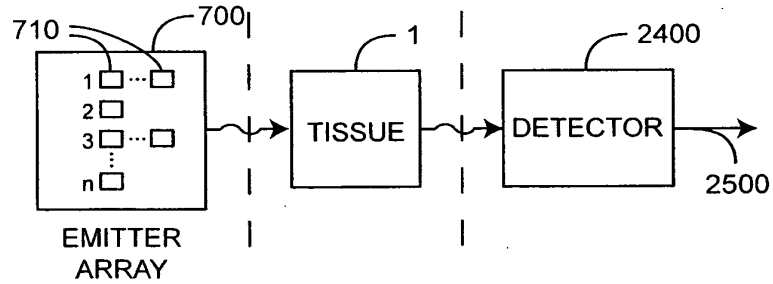 710
700
1
2400
1 ...
2
3 ...
n
TISSUE
DETECTOR
2500
EMITTER
ARRAY